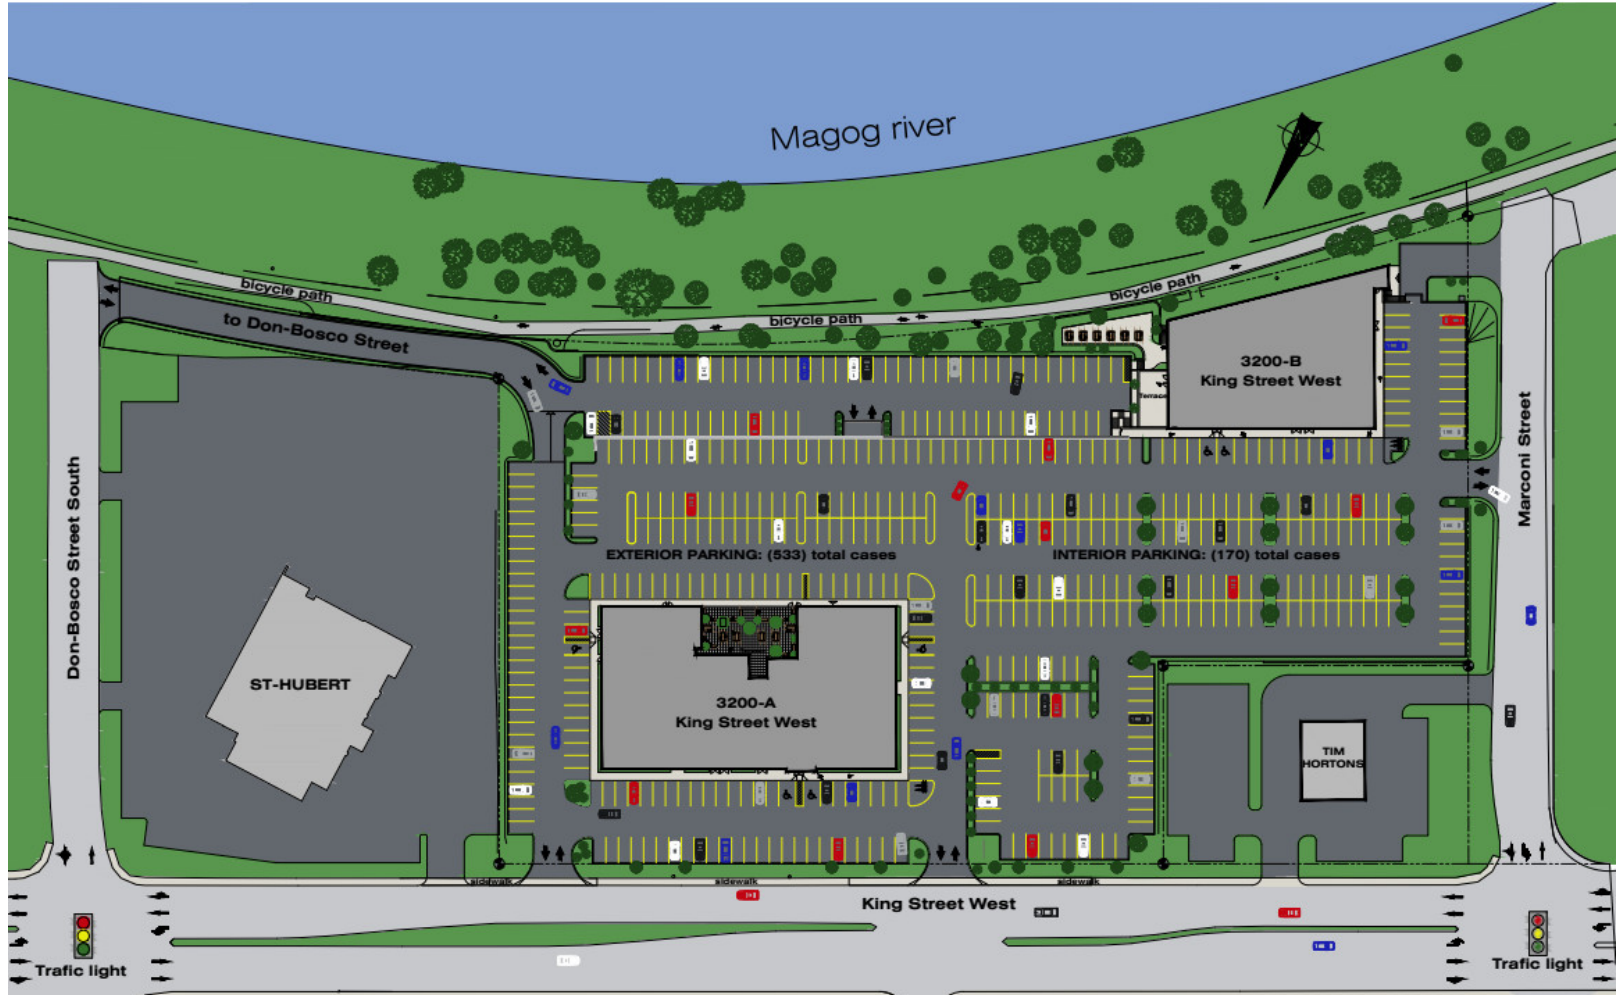 Magog river
bicycle path
bicycle path
bicycle path
to Don-Bosco Street
3200-B
King Street West
Terrace
Don-Bosco Street South
Marconi Street
EXTERIOR PARKING: (533) total cases
INTERIOR PARKING: (170) total cases
ST-HUBERT
3200-A
King Street West
TIM
HORTONS
sidewalk
sidewalk
sidewalk
King Street West
Trafic light
Trafic light